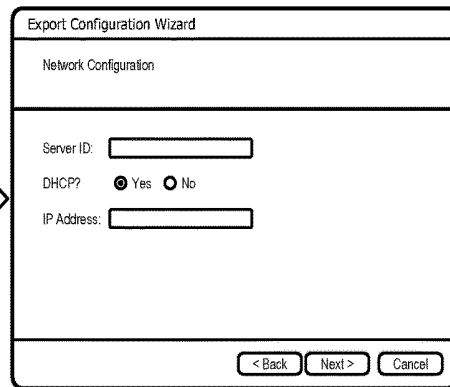 Export Configuration Wizard
Network Configuration
Server ID:
DHCP? Yes No
IP Address:
< Back Next > Cancel